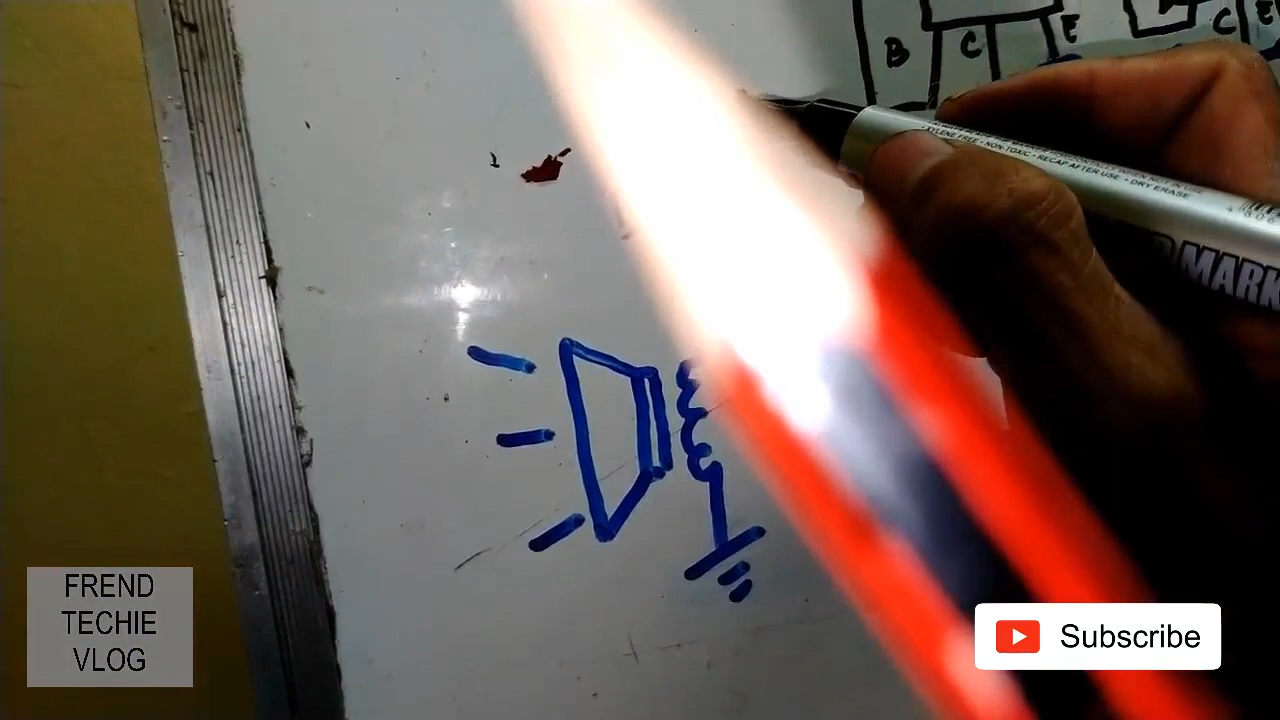 E
C
E
B
C
XYLENE FREE • NON-TOXIC • RECAP AFTER USE • DRY ERASE
MARK
FREND
TECHIE
VLOG
Subscribe